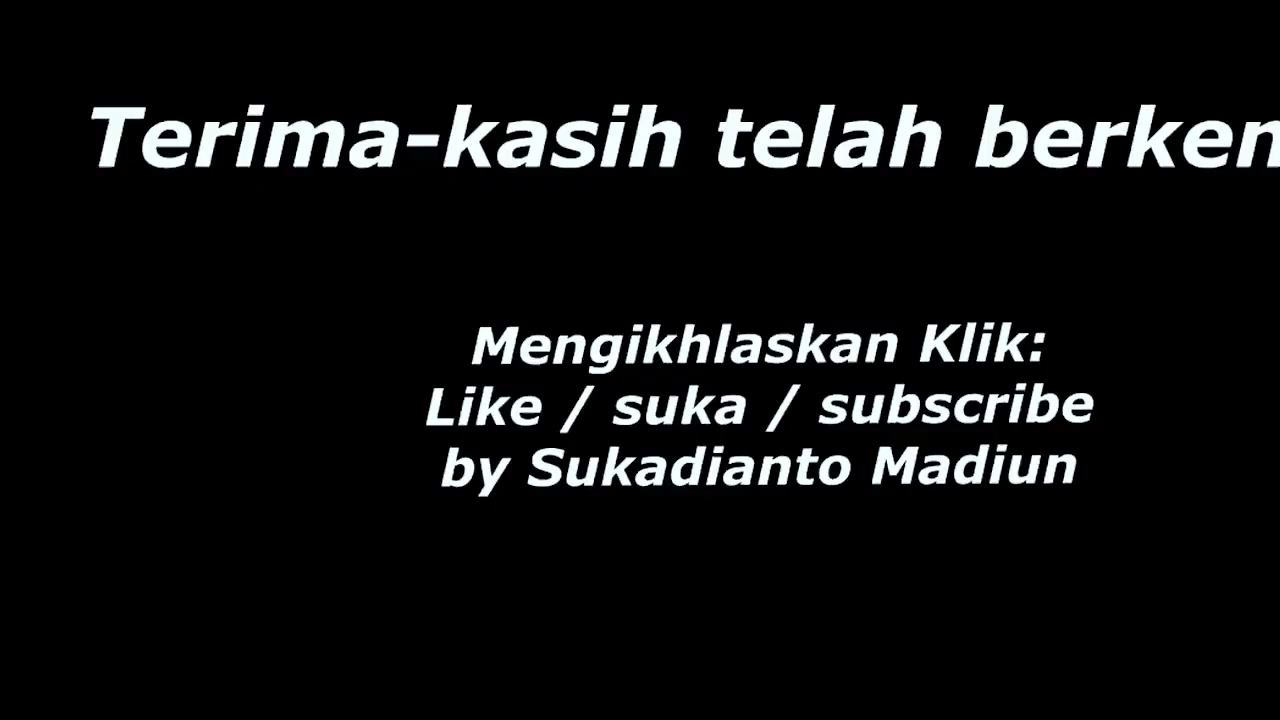 Terima-kasih telah berken
Mengikhlaskan Klik:
Like / suka / subscribe
by Sukadianto Madiun